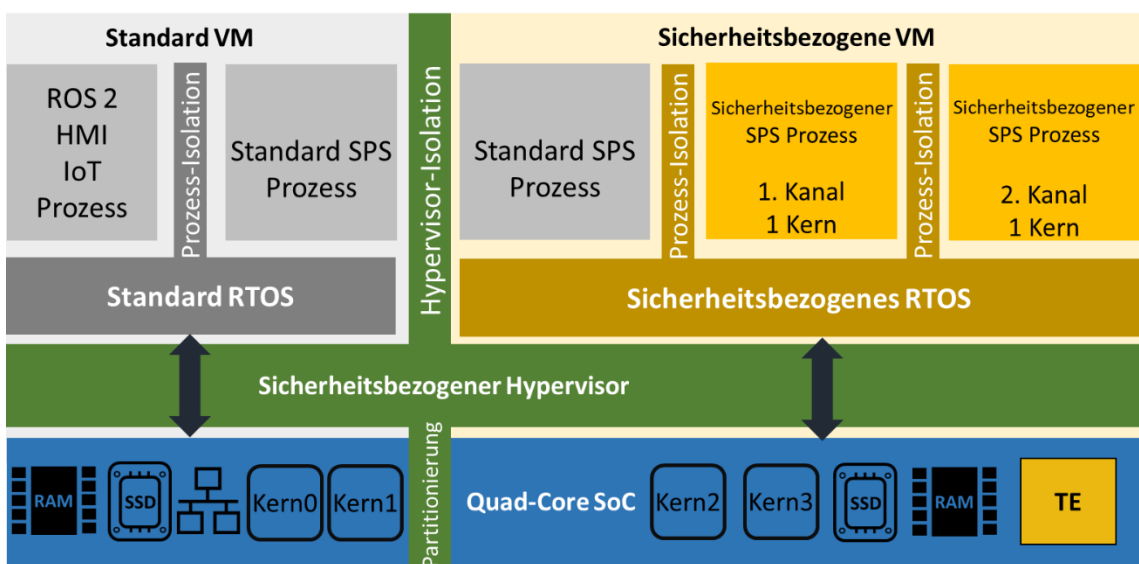 Standard VM
ROS 2
HMI
IoT
Prozess
Prozess-Isolation
Standard SPS
Prozess
Standard RTOS
Hypervisor-Isolation
Sicherheitsbezogene VM
Standard SPS
Prozess
Prozess-Isolation
Sicherheitsbezogener
SPS Prozess
1. Kanal
1 Kern
Prozess-Isolation
Sicherheitsbezogener
SPS Prozess
2. Kanal
1 Kern
Sicherheitsbezogenes RTOS
Sicherheitsbezogener Hypervisor
RAM
SSD
Kern0
Kern1
Partitionierung
Quad-Core SoC
Kern2
Kern3
SSD
RAM
TE